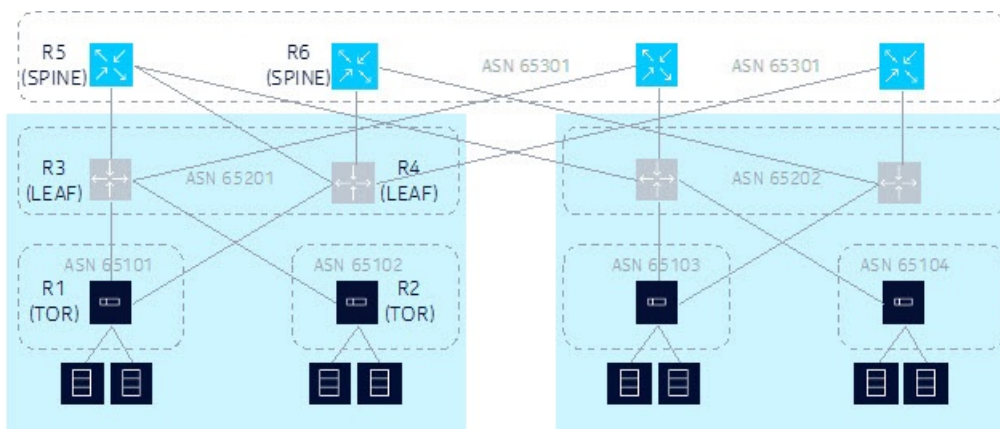 R5
(SPINE)
R6
(SPINE)
ASN 65301
ASN 65301
R3
(LEAF)
ASN 65201
R4
(LEAF)
ASN 65202
ASN 65101
R1
(TOR)
ASN 65102
R2
(TOR)
ASN 65103
ASN 65104